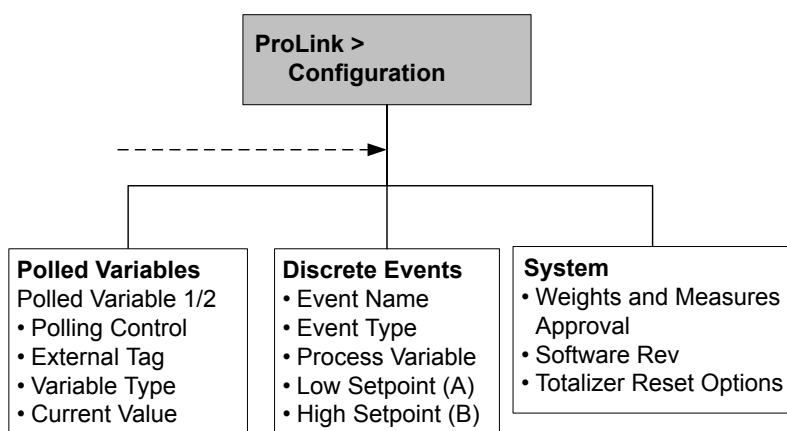 ProLink >
Configuration
Polled Variables
Polled Variable 1/2
• Polling Control
• External Tag
• Variable Type
• Current Value
Discrete Events
• Event Name
• Event Type
• Process Variable
• Low Setpoint (A)
• High Setpoint (B)
System
• Weights and Measures
Approval
• Software Rev
• Totalizer Reset Options